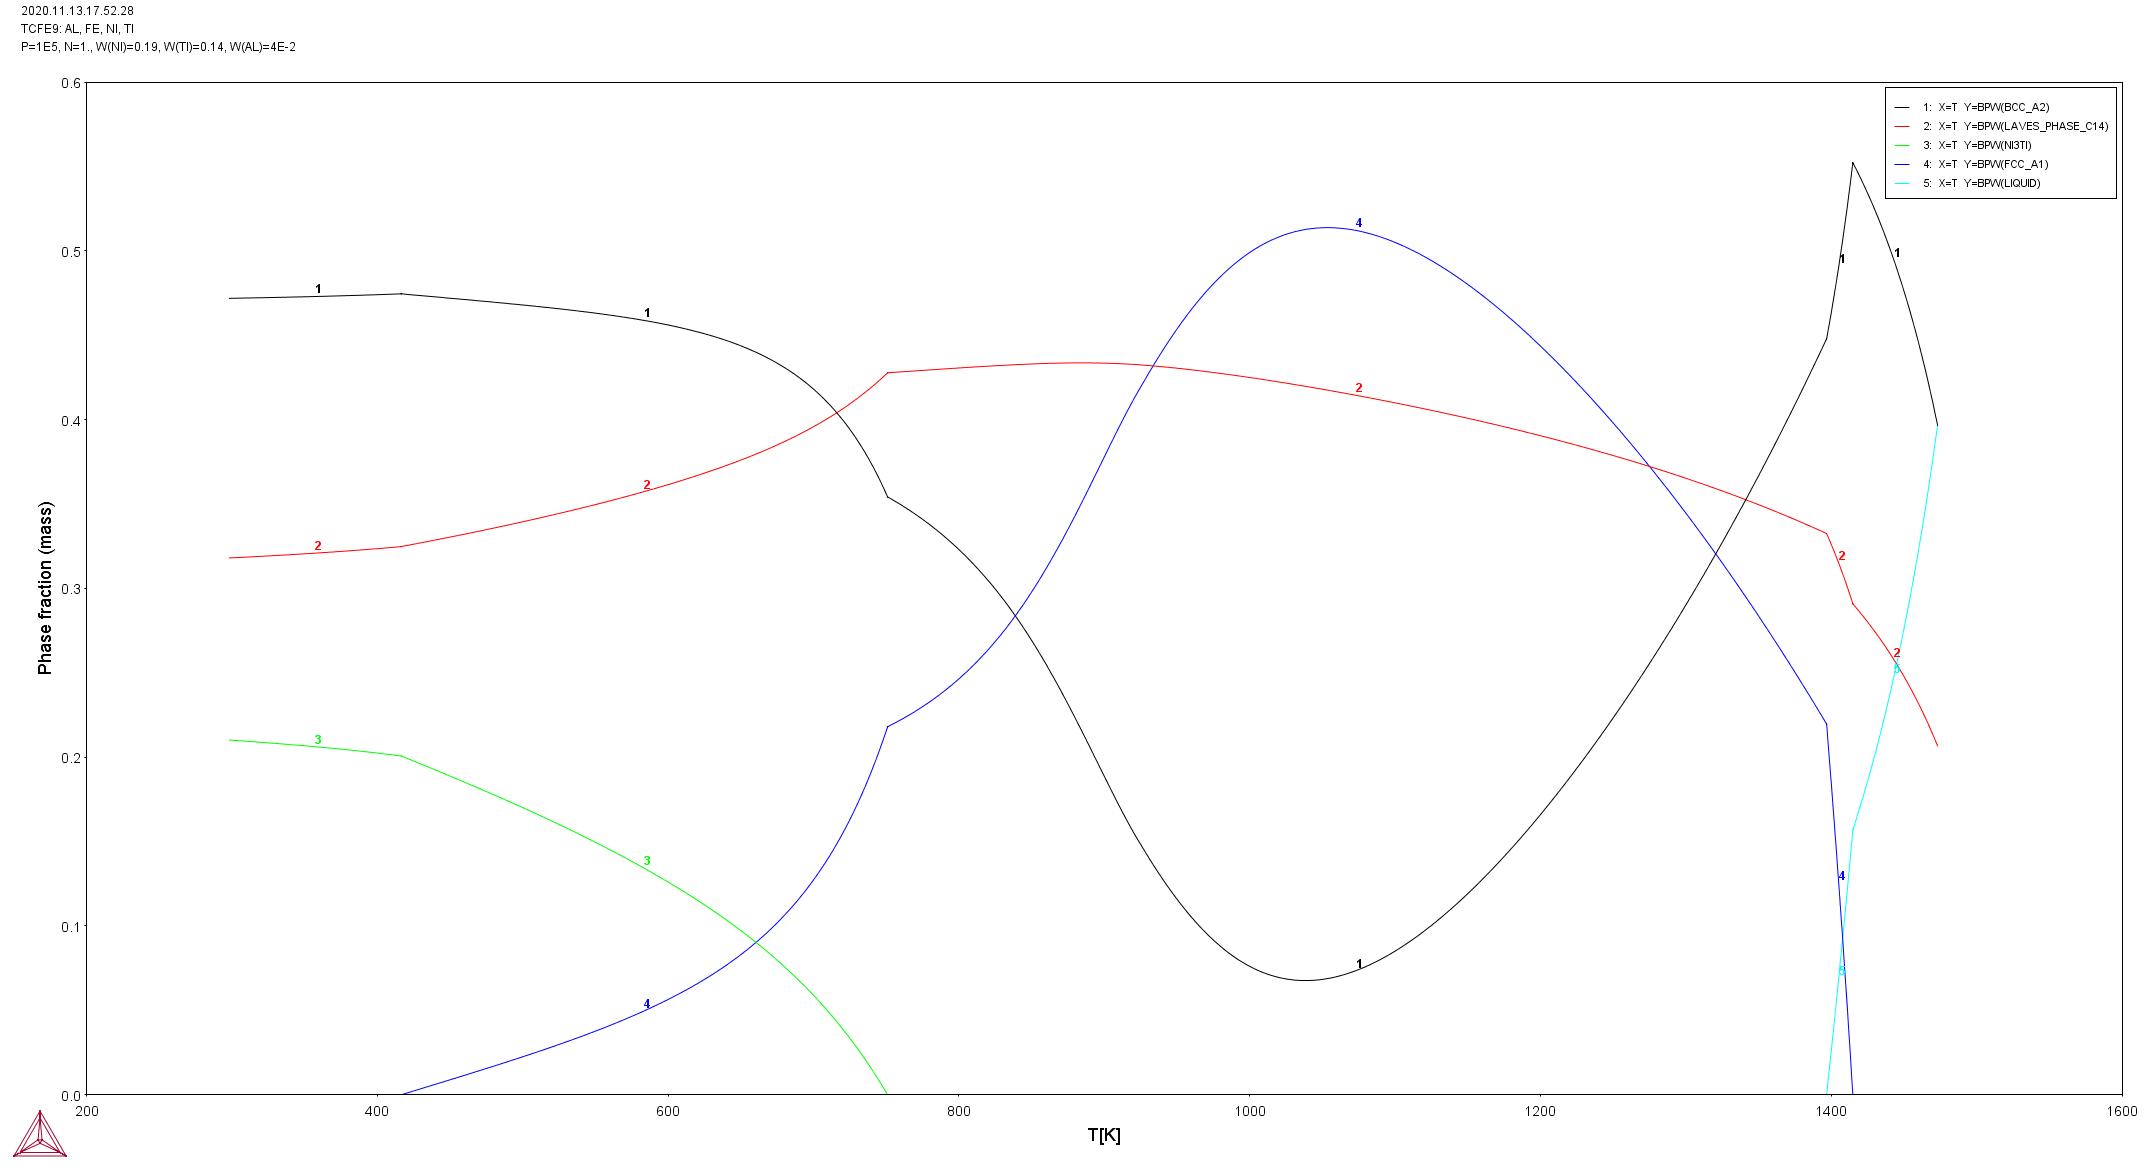 2020.11.13.17.52.28
TCFE9: AL, FE, NI, TI
P=1E5, N=1., W(NI)=0.19, W(TI)=0.14, W(AL)=4E-2
1: X=T Y=BPW(BCC_A2)
2: X=T Y=BPW(LAVES_PHASE_C14)
3: X=T Y=BPW(NI3TI)
4: X=T Y=BPW(FCC_A1)
5: X=T Y=BPW(LIQUID)
0.6
0.5
0.4
0.3
0.2
0.1
0.0
Phase fraction (mass)
1
1
1
1
1
2
2
2
2
2
3
3
4
4
4
5
5
200 400 600 800 1000 1200 1400 1600
T[K]